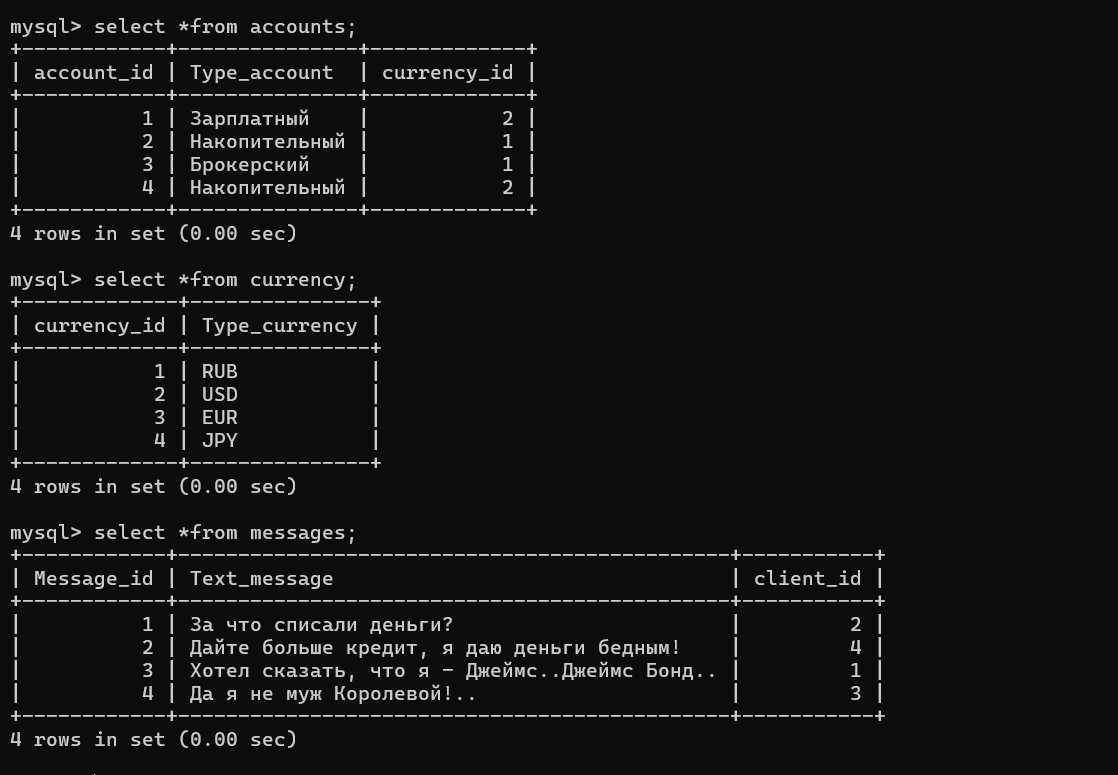 mysql> select *from accounts;
+------------+---------------+-------------+
| account_id | Type_account  | currency_id |
+------------+---------------+-------------+
|          1 | Зарплатный    |           2 |
|          2 | Накопительный |           1 |
|          3 | Брокерский    |           1 |
|          4 | Накопительный |           2 |
+------------+---------------+-------------+
4 rows in set (0.00 sec)
mysql> select *from currency;
+-------------+---------------+
| currency_id | Type_currency |
+-------------+---------------+
|           1 | RUB           |
|           2 | USD           |
|           3 | EUR           |
|           4 | JPY           |
+-------------+---------------+
4 rows in set (0.00 sec)
mysql> select *from messages;
+------------+----------------------------------------------+-----------+
| Message_id | Text_message                                 | client_id |
+------------+----------------------------------------------+-----------+
|          1 | За что списали деньги?                       |         2 |
|          2 | Дайте больше кредит, я даю деньги бедным!    |         4 |
|          3 | Хотел сказать, что я – Джеймс..Джеймс Бонд.. |         1 |
|          4 | Да я не муж Королевой!..                     |         3 |
+------------+----------------------------------------------+-----------+
4 rows in set (0.00 sec)